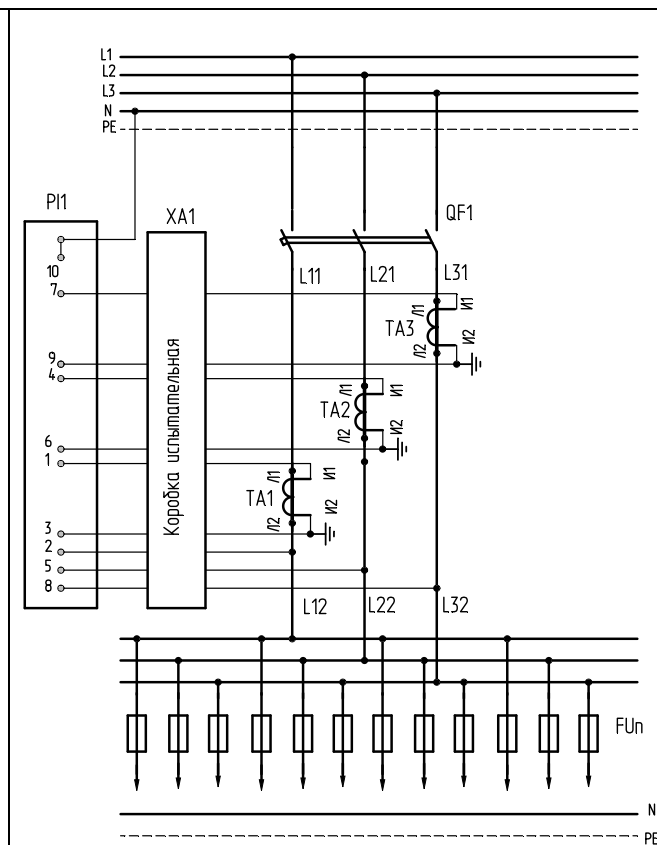 L1
L2
L3
N
PE
PI1
XA1
QF1
10
L11
L21
L31
7
Л1
И1
TA3
Л2
И2
9
4
Л1
И1
TA2
Л2
И2
6
1
Л1
И1
TA1
Л2
И2
Коробка испытательная
3
2
5
8
L12
L22
L32
FUn
N
PE